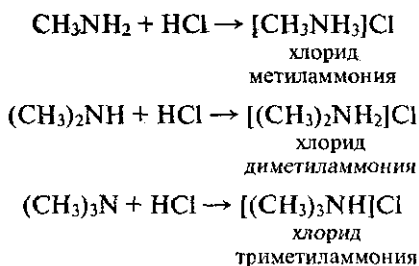 CH₃NH₂ + HCl → [CH₃NH₃]Cl
хлорид
метиламмония
(CH₃)₂NH + HCl → [(CH₃)₂NH₂]Cl
хлорид
диметиламмония
(CH₃)₃N + HCl → [(CH₃)₃NH]Cl
хлорид
триметиламмония